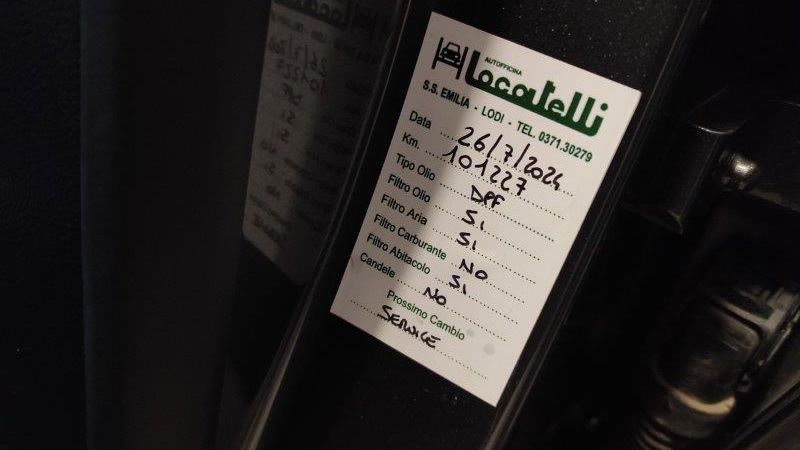 AUTOFFICINA
Locatelli
S.S. EMILIA - LODI - TEL. 0371.30279
Data 26/7/2024
Km. 101227
Tipo Olio DPF
Filtro Olio Si
Filtro Aria Si
Filtro Carburante NO
Filtro Abitacolo Si
Candele NO
Prossimo Cambio
SERVICE